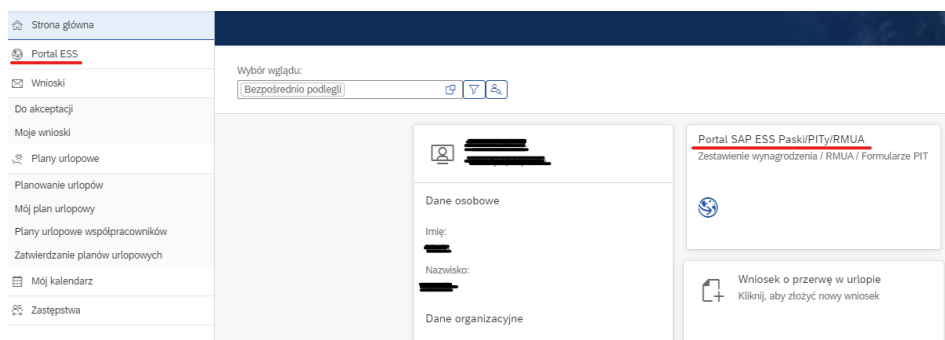 Strona główna
Portal ESS
Wnioski
Do akceptacji
Moje wnioski
Plany urlopowe
Planowanie urlopów
Mój plan urlopowy
Plany urlopowe współpracowników
Zatwierdzanie planów urlopowych
Mój kalendarz
Zastępstwa
Wybór wglądu:
Bezpośrednio podlegli
Dane osobowe
Imię:
Nazwisko:
Dane organizacyjne
Portal SAP ESS Paski/PITy/RMUA
Zestawienie wynagrodzenia / RMUA / Formularze PIT
Wniosek o przerwę w urlopie
Kliknij, aby złożyć nowy wniosek